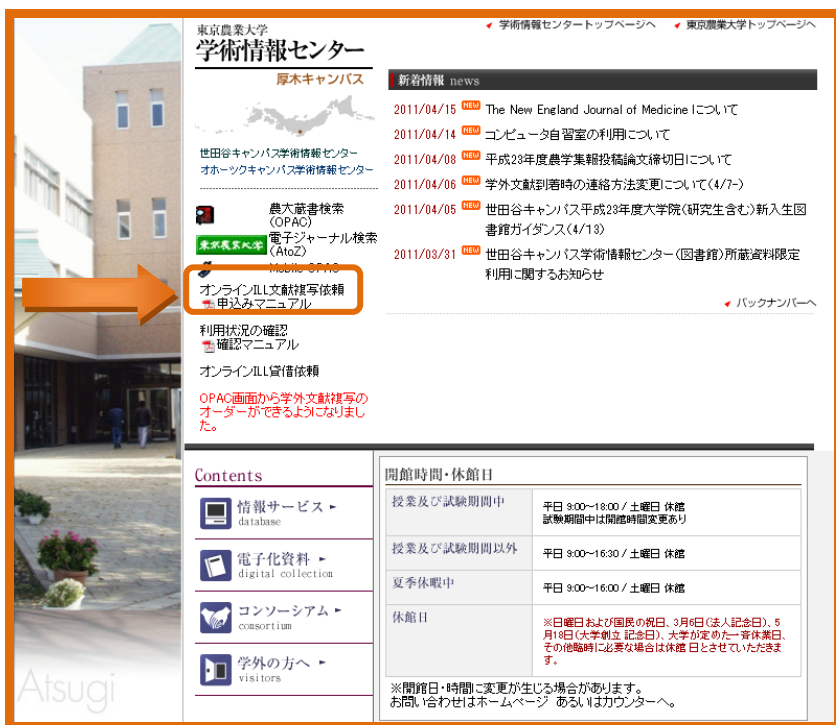 東京農業大学
学術情報センター
厚木キャンパス
学術情報センタートップページへ
東京農業大学トップページへ
世田谷キャンパス学術情報センター
オホーツクキャンパス学術情報センター
農大蔵書検索
(OPAC)
東京農業大学
電子ジャーナル検索
(AtoZ)
Mobile OPAC
オンラインILL文献複写依頼
申込みマニュアル
利用状況の確認
確認マニュアル
オンラインILL貸借依頼
OPAC画面から学外文献複写の
オーダーができるようになりまし
た。
新着情報 news
2011/04/15 NEW The New England Journal of Medicine について
2011/04/14 NEW コンピュータ自習室の利用について
2011/04/08 NEW 平成23年度農学集報投稿論文締切日について
2011/04/06 NEW 学外文献到着時の連絡方法変更について(4/7-)
2011/04/05 NEW 世田谷キャンパス平成23年度大学院(研究生含む)新入生図
書館ガイダンス(4/13)
2011/03/31 NEW 世田谷キャンパス学術情報センター(図書館)所蔵資料限定
利用に関するお知らせ
バックナンバーへ
Contents
情報サービス
database
電子化資料
digital collection
コンソーシアム
comsortium
学外の方へ
visitors
開館時間・休館日
授業及び試験期間中
平日 9:00～18:00 / 土曜日 休館
試験期間中は開館時間変更あり
授業及び試験期間以外
平日 9:00～16:30 / 土曜日 休館
夏季休暇中
平日 9:00～16:00 / 土曜日 休館
休館日
※日曜日および国民の祝日、3月6日(法人記念日)、5
月18日(大学創立 記念日)、大学が定めた一斉休業日、
その他臨時に必要な場合は休館 日とさせていただきま
す。
※開館日・時間に変更が生じる場合があります。
お問い合わせはホームページ あるいはカウンターへ。
Atsugi